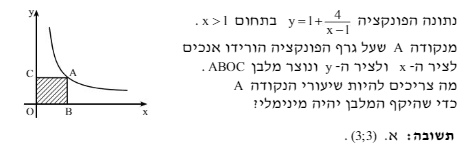 נתונה הפונקציה y=1+4/(x−1) בתחום x>1 .
מנקודה A שעל גרף הפונקציה הורידו אנכים
לציר ה- x ולציר ה- y ונוצר מלבן ABOC .
מה צריכים להיות שיעורי הנקודה A
כדי שהיקף המלבן יהיה מינימלי?
תשובה: א. (3;3) .
y
C A
O B x